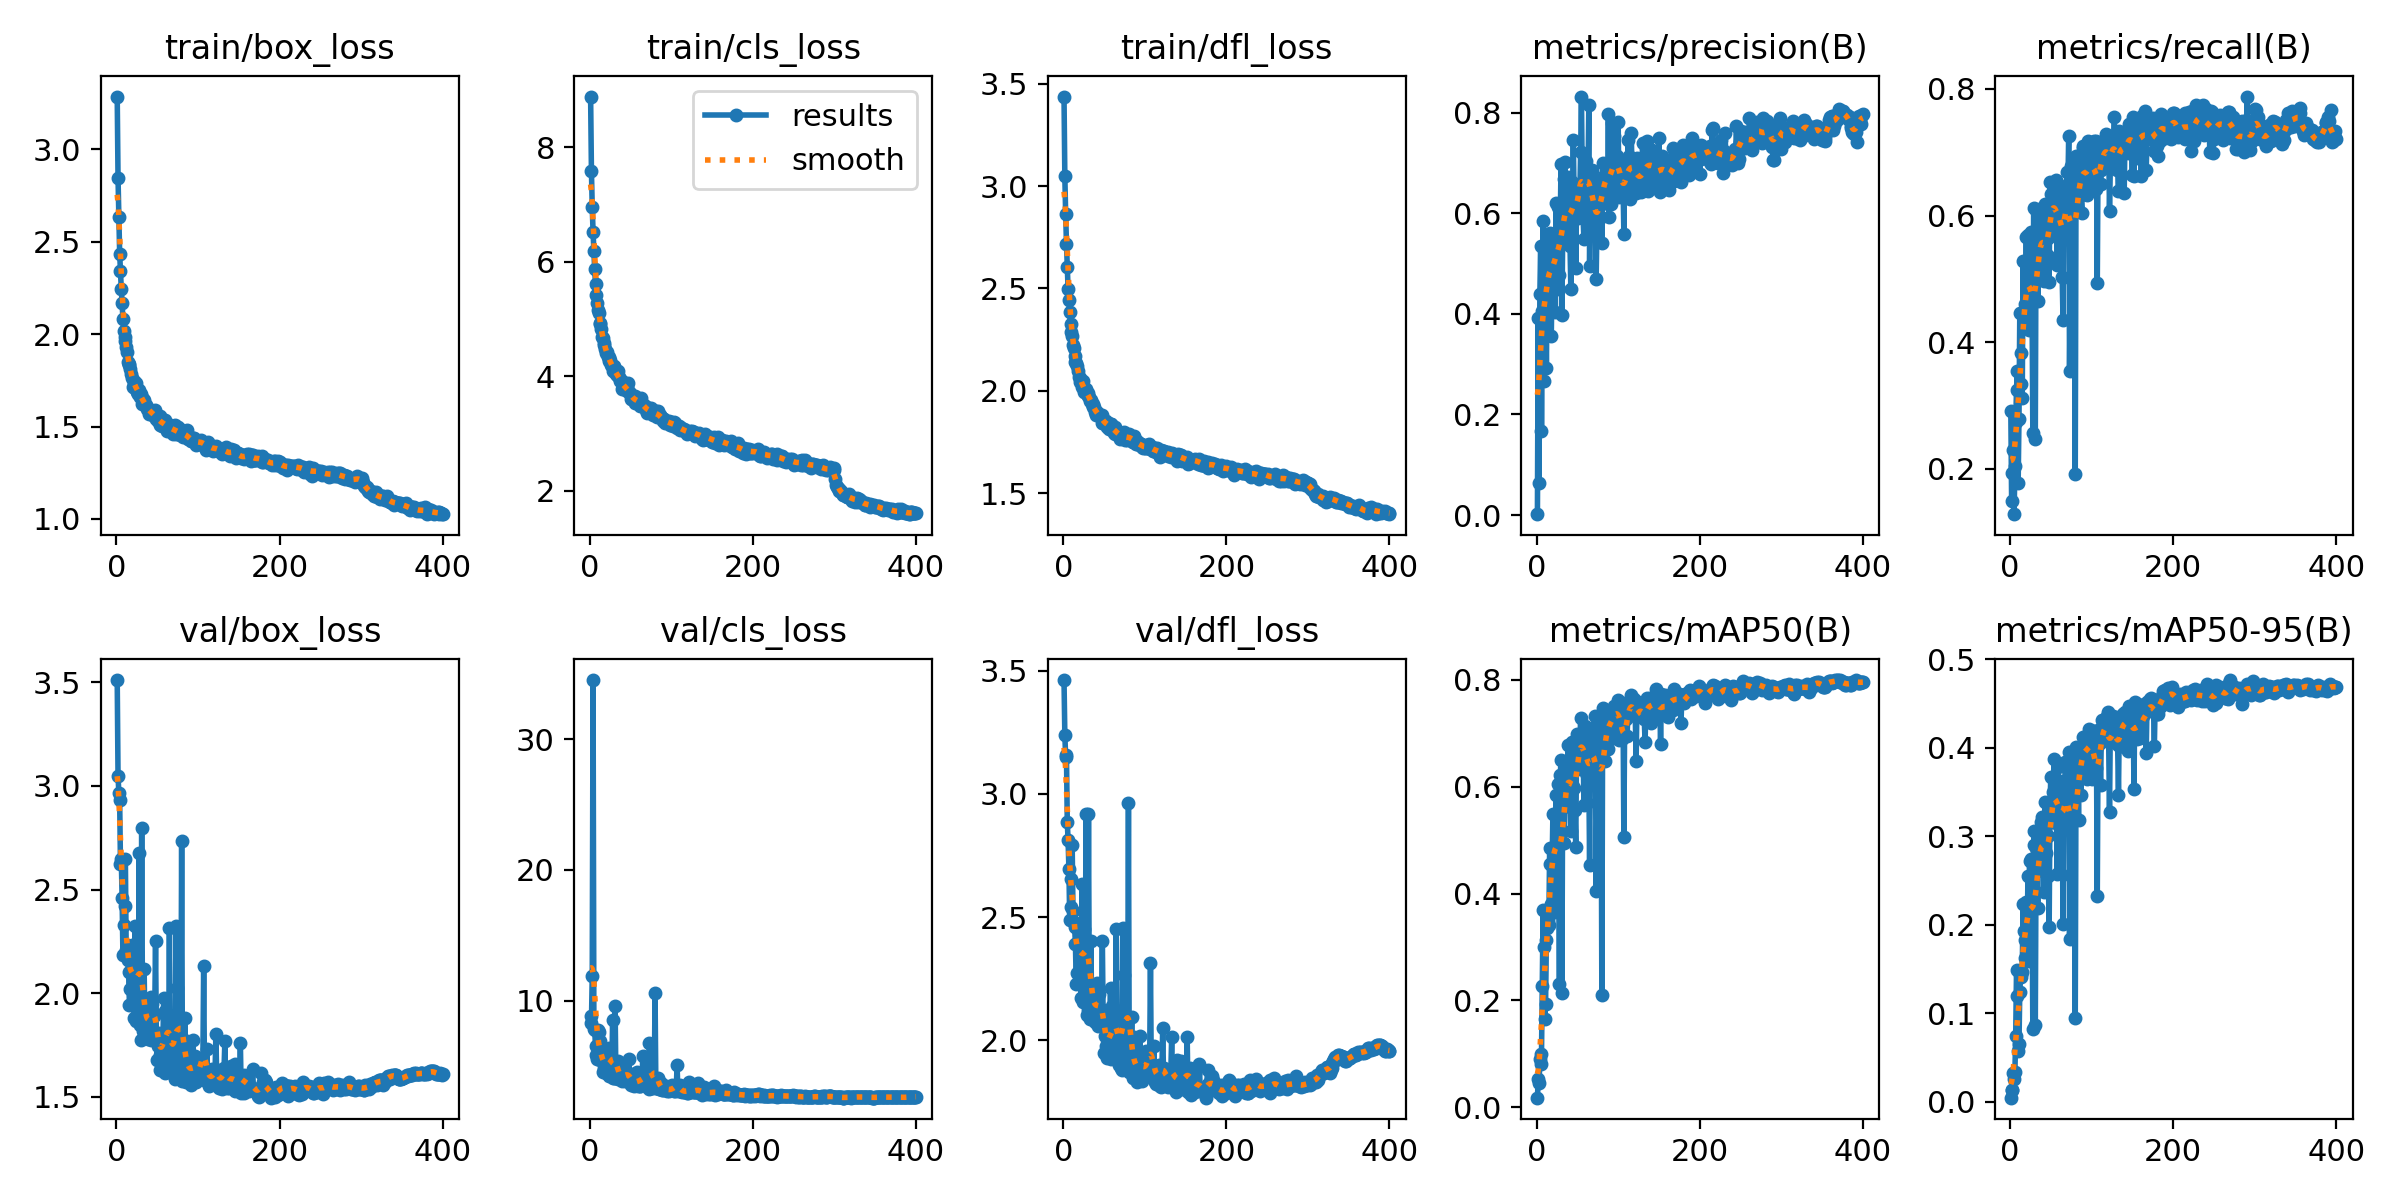 train/box_loss
3.0
2.5
2.0
1.5
1.0
0 200 400
train/cls_loss
results
smooth
8
6
4
2
0 200 400
train/dfl_loss
3.5
3.0
2.5
2.0
1.5
0 200 400
metrics/precision(B)
0.8
0.6
0.4
0.2
0.0
0 200 400
metrics/recall(B)
0.8
0.6
0.4
0.2
0 200 400
val/box_loss
3.5
3.0
2.5
2.0
1.5
0 200 400
val/cls_loss
30
20
10
0 200 400
val/dfl_loss
3.5
3.0
2.5
2.0
0 200 400
metrics/mAP50(B)
0.8
0.6
0.4
0.2
0.0
0 200 400
metrics/mAP50-95(B)
0.5
0.4
0.3
0.2
0.1
0.0
0 200 400